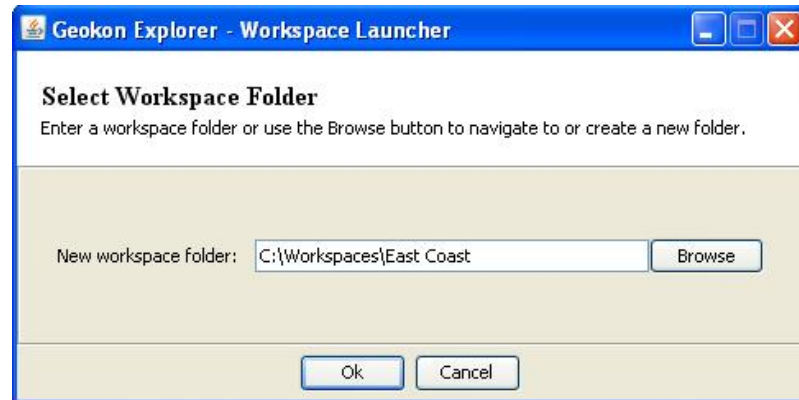 Geokon Explorer - Workspace Launcher
Select Workspace Folder
Enter a workspace folder or use the Browse button to navigate to or create a new folder.
New workspace folder: C:\Workspaces\East Coast Browse
Ok Cancel